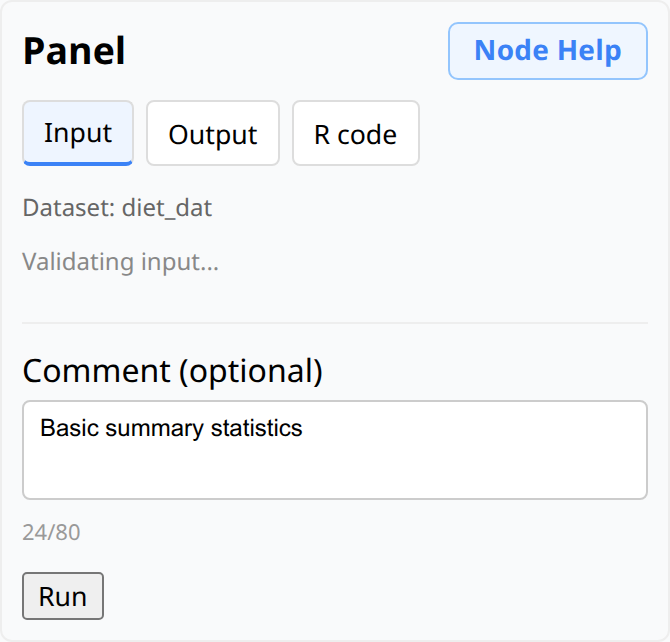 Panel
Node Help
Input
Output
R code
Dataset: diet_dat
Validating input...
Comment (optional)
Basic summary statistics
24/80
Run